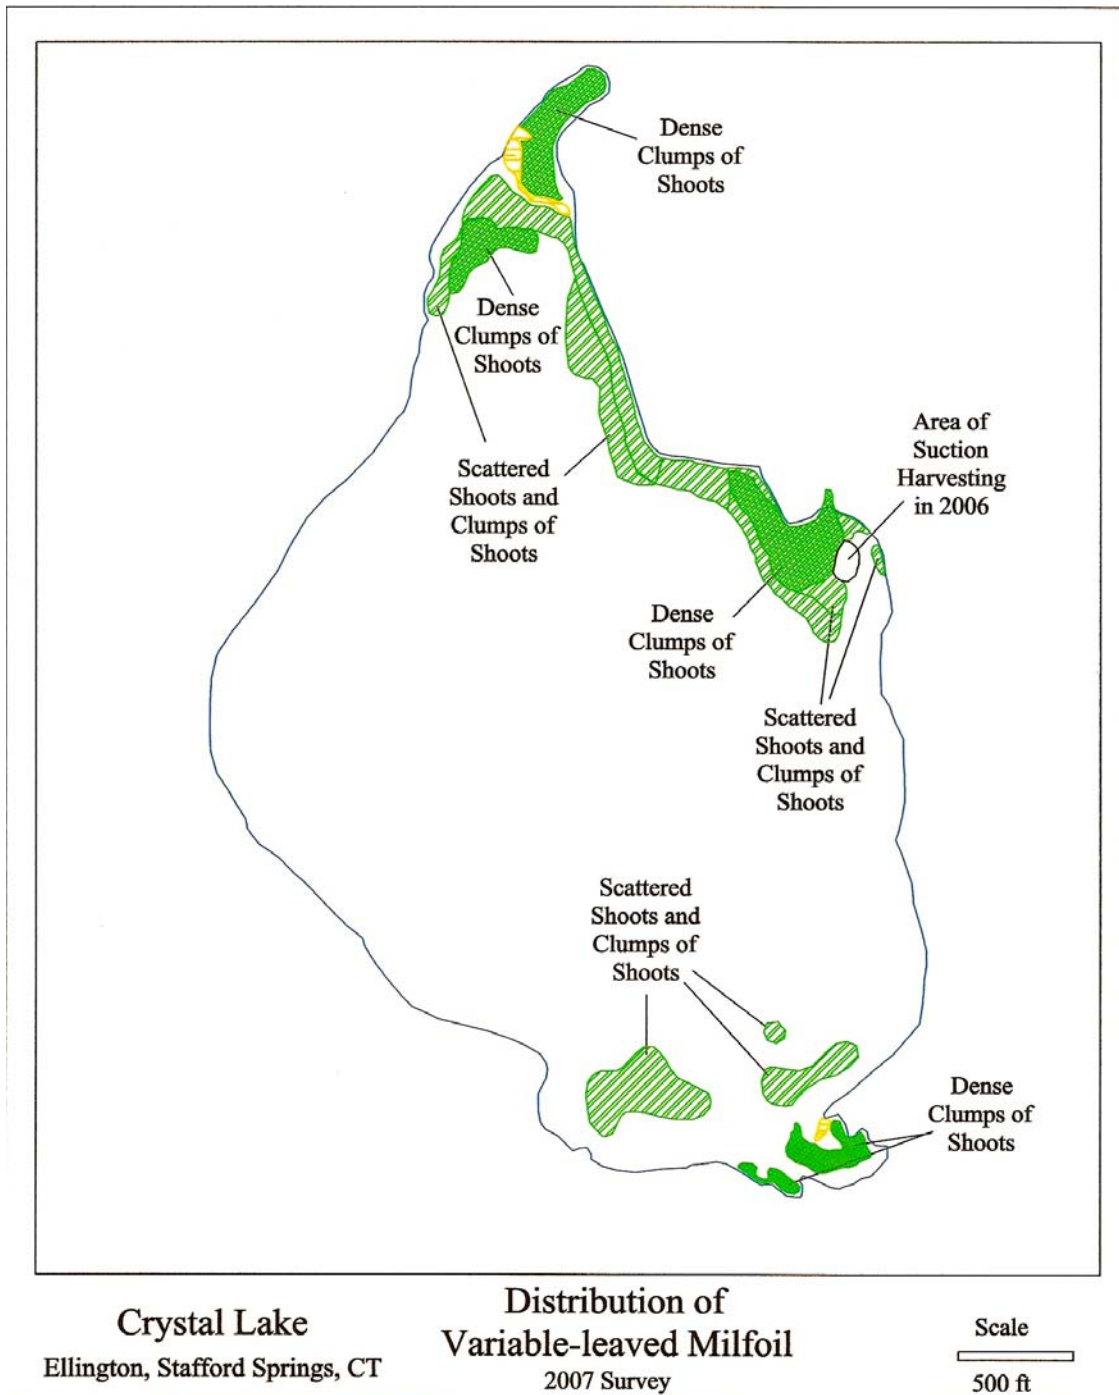 Dense
Clumps of
Shoots
Dense
Clumps of
Shoots
Scattered
Shoots and
Clumps of
Shoots
Area of
Suction
Harvesting
in 2006
Dense
Clumps of
Shoots
Scattered
Shoots and
Clumps of
Shoots
Scattered
Shoots and
Clumps of
Shoots
Dense
Clumps of
Shoots
Crystal Lake
Ellington, Stafford Springs, CT
Distribution of
Variable-leaved Milfoil
2007 Survey
Scale
500 ft